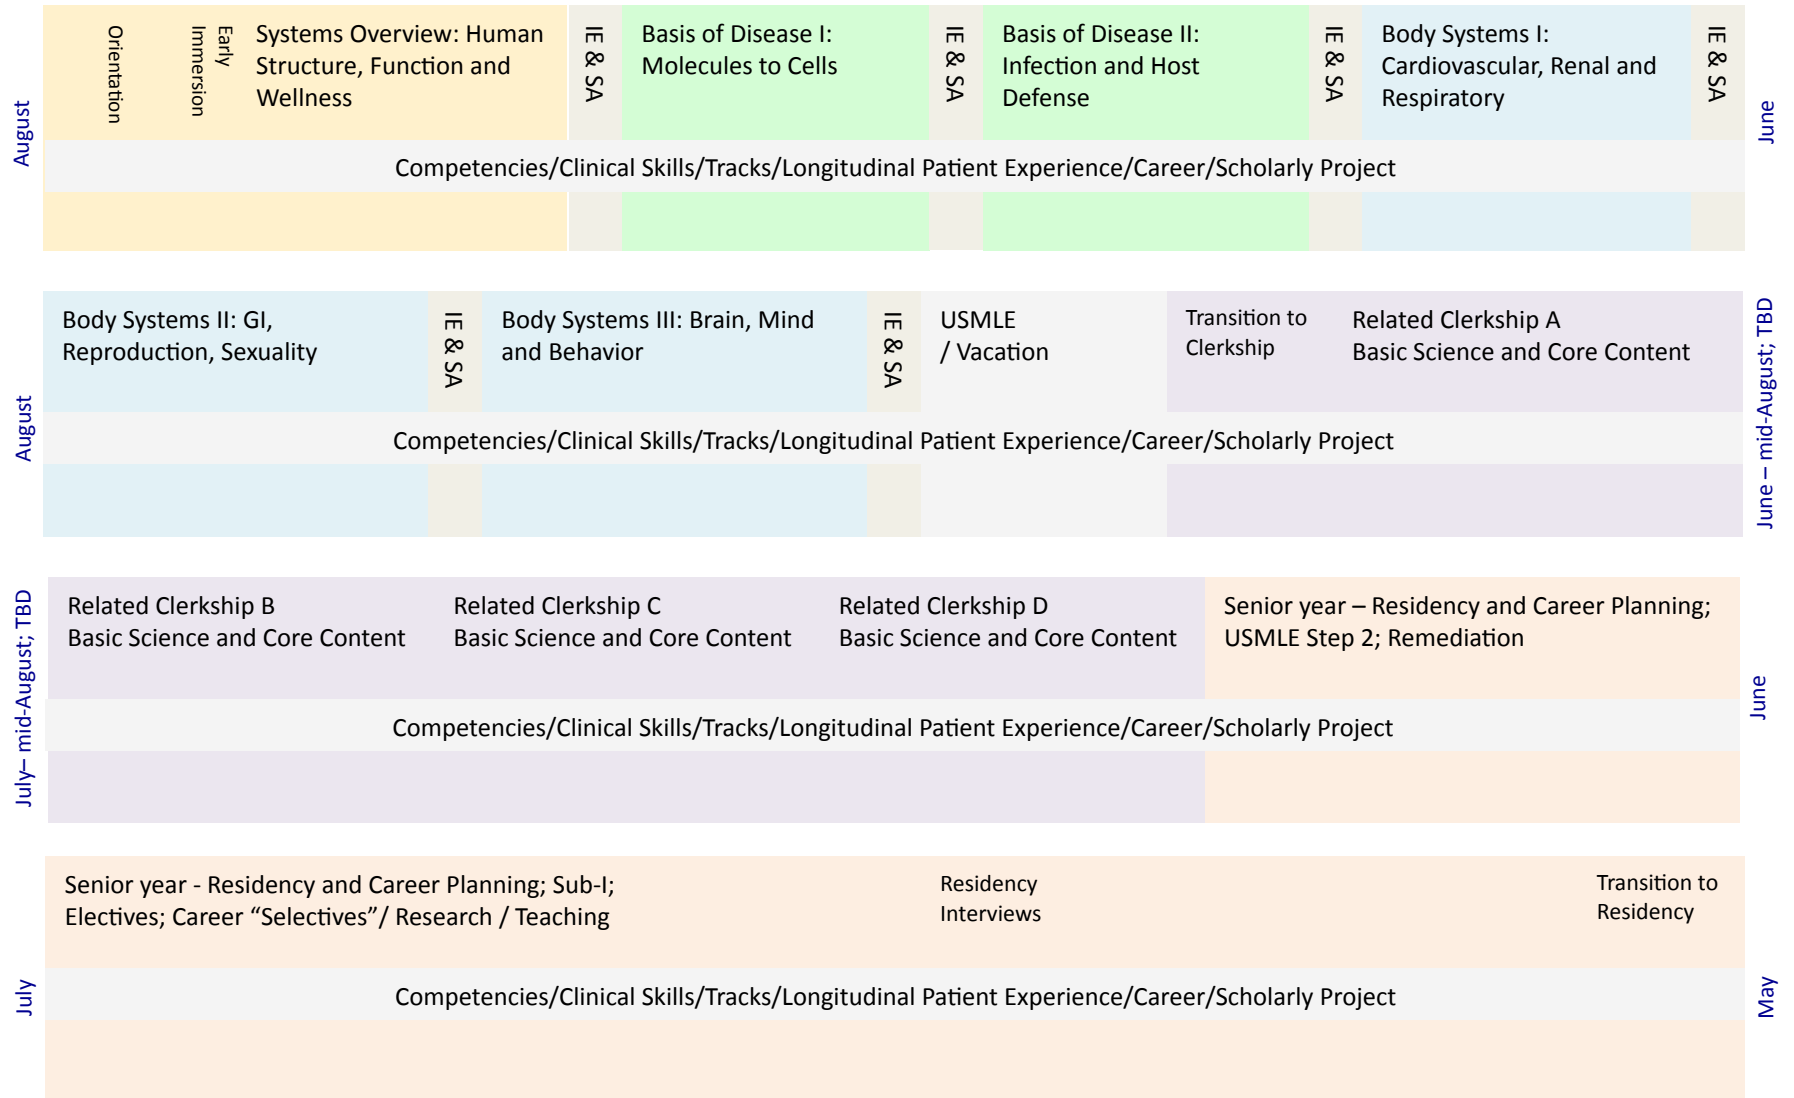 August
Orientation
Early
Immersion
Systems Overview: Human
Structure, Function and
Wellness
IE & SA
Basis of Disease I:
Molecules to Cells
IE & SA
Basis of Disease II:
Infection and Host
Defense
IE & SA
Body Systems I:
Cardiovascular, Renal and
Respiratory
IE & SA
June
Competencies/Clinical Skills/Tracks/Longitudinal Patient Experience/Career/Scholarly Project
August
Body Systems II: GI,
Reproduction, Sexuality
IE & SA
Body Systems III: Brain, Mind
and Behavior
IE & SA
USMLE
/ Vacation
Transition to
Clerkship
Related Clerkship A
Basic Science and Core Content
June – mid-August; TBD
Competencies/Clinical Skills/Tracks/Longitudinal Patient Experience/Career/Scholarly Project
July– mid-August; TBD
Related Clerkship B
Basic Science and Core Content
Related Clerkship C
Basic Science and Core Content
Related Clerkship D
Basic Science and Core Content
Senior year – Residency and Career Planning;
USMLE Step 2; Remediation
June
Competencies/Clinical Skills/Tracks/Longitudinal Patient Experience/Career/Scholarly Project
July
Senior year - Residency and Career Planning; Sub-I;
Electives; Career “Selectives”/ Research / Teaching
Residency
Interviews
Transition to
Residency
May
Competencies/Clinical Skills/Tracks/Longitudinal Patient Experience/Career/Scholarly Project